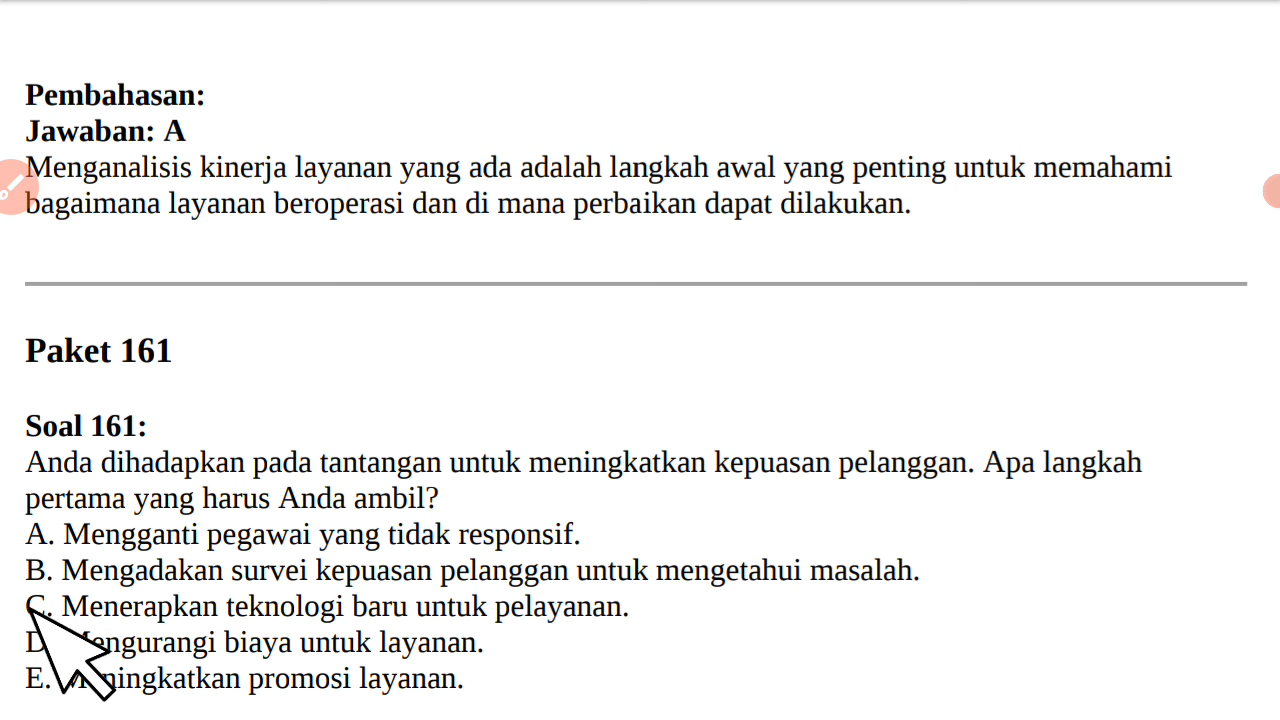 Pembahasan:
Jawaban: A
Menganalisis kinerja layanan yang ada adalah langkah awal yang penting untuk memahami
bagaimana layanan beroperasi dan di mana perbaikan dapat dilakukan.
Paket 161
Soal 161:
Anda dihadapkan pada tantangan untuk meningkatkan kepuasan pelanggan. Apa langkah
pertama yang harus Anda ambil?
A. Mengganti pegawai yang tidak responsif.
B. Mengadakan survei kepuasan pelanggan untuk mengetahui masalah.
C. Menerapkan teknologi baru untuk pelayanan.
D. Mengurangi biaya untuk layanan.
E. Meningkatkan promosi layanan.